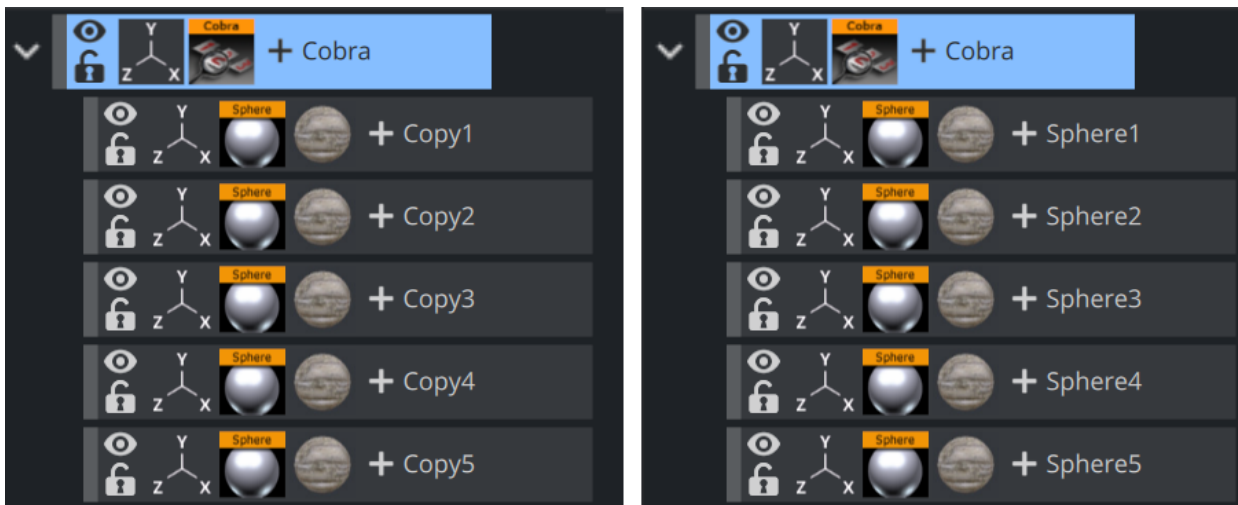 Y
Z X
Cobra
Cobra
Y
Z X
Sphere
Copy1
Y
Z X
Sphere
Copy2
Y
Z X
Sphere
Copy3
Y
Z X
Sphere
Copy4
Y
Z X
Sphere
Copy5
Y
Z X
Cobra
Cobra
Y
Z X
Sphere
Sphere1
Y
Z X
Sphere
Sphere2
Y
Z X
Sphere
Sphere3
Y
Z X
Sphere
Sphere4
Y
Z X
Sphere
Sphere5